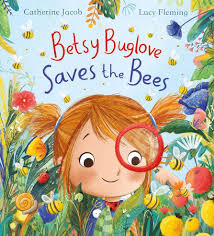 Catherine Jacob Lucy Fleming
Betsy Buglove
Saves the Bees